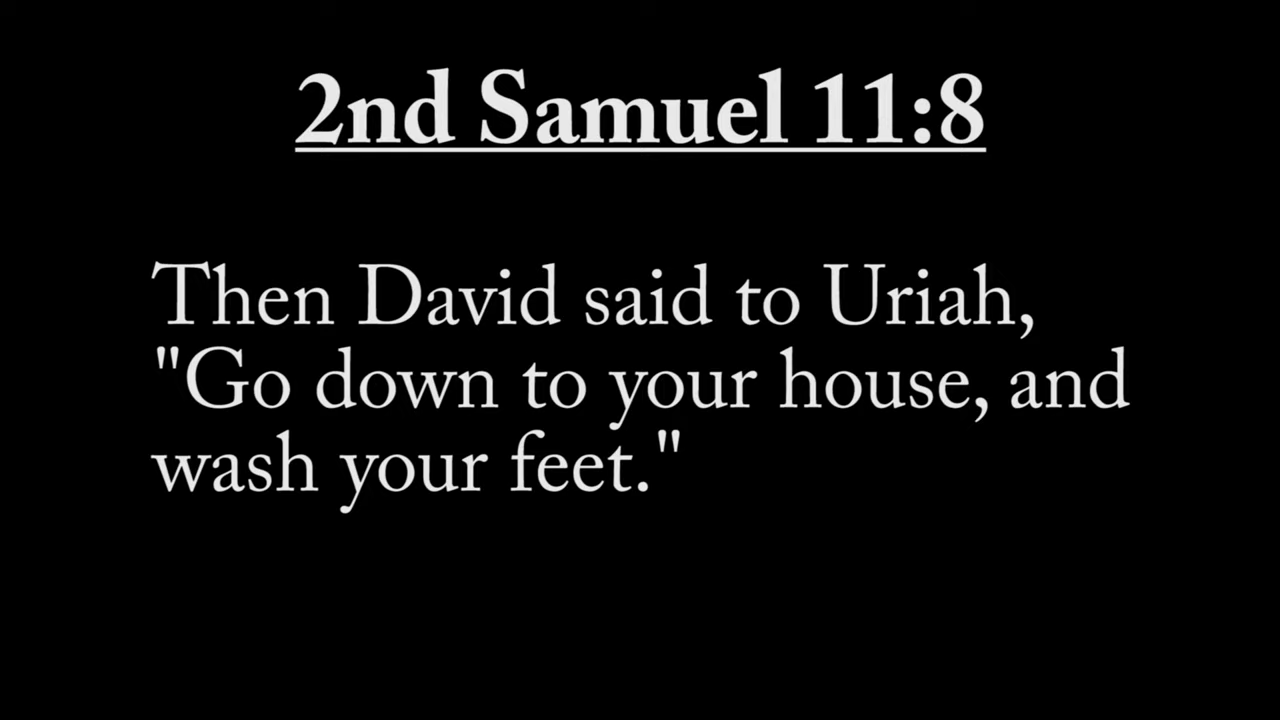 2nd Samuel 11:8
Then David said to Uriah,
"Go down to your house, and
wash your feet."